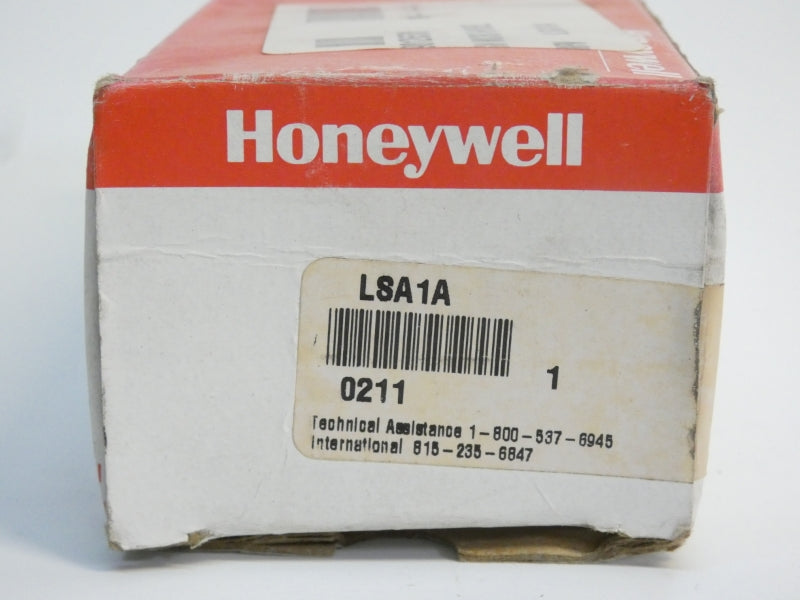 Honeywell
LSA1A
0211
1
Technical Assistance 1-800-537-6945
International 815-235-6847